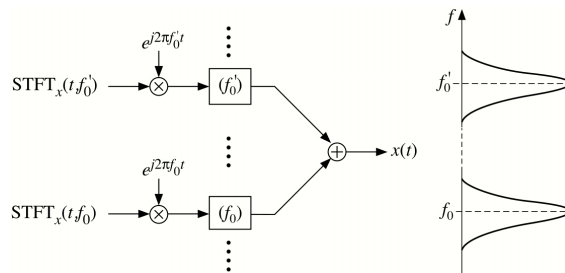 e^{j2πf_0't}
STFT_x(t,f_0')
×
(f_0')
+
x(t)
e^{j2πf_0t}
STFT_x(t,f_0)
×
(f_0)
f
f_0'
f_0